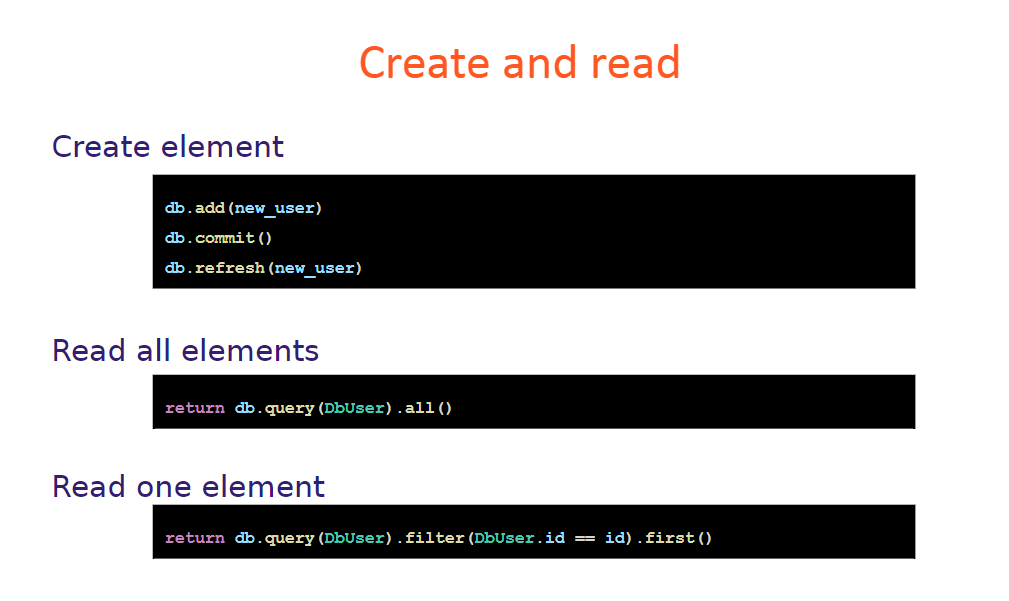 Create and read
Create element
db.add(new_user)
db.commit()
db.refresh(new_user)
Read all elements
return db.query(DbUser).all()
Read one element
return db.query(DbUser).filter(DbUser.id == id).first()